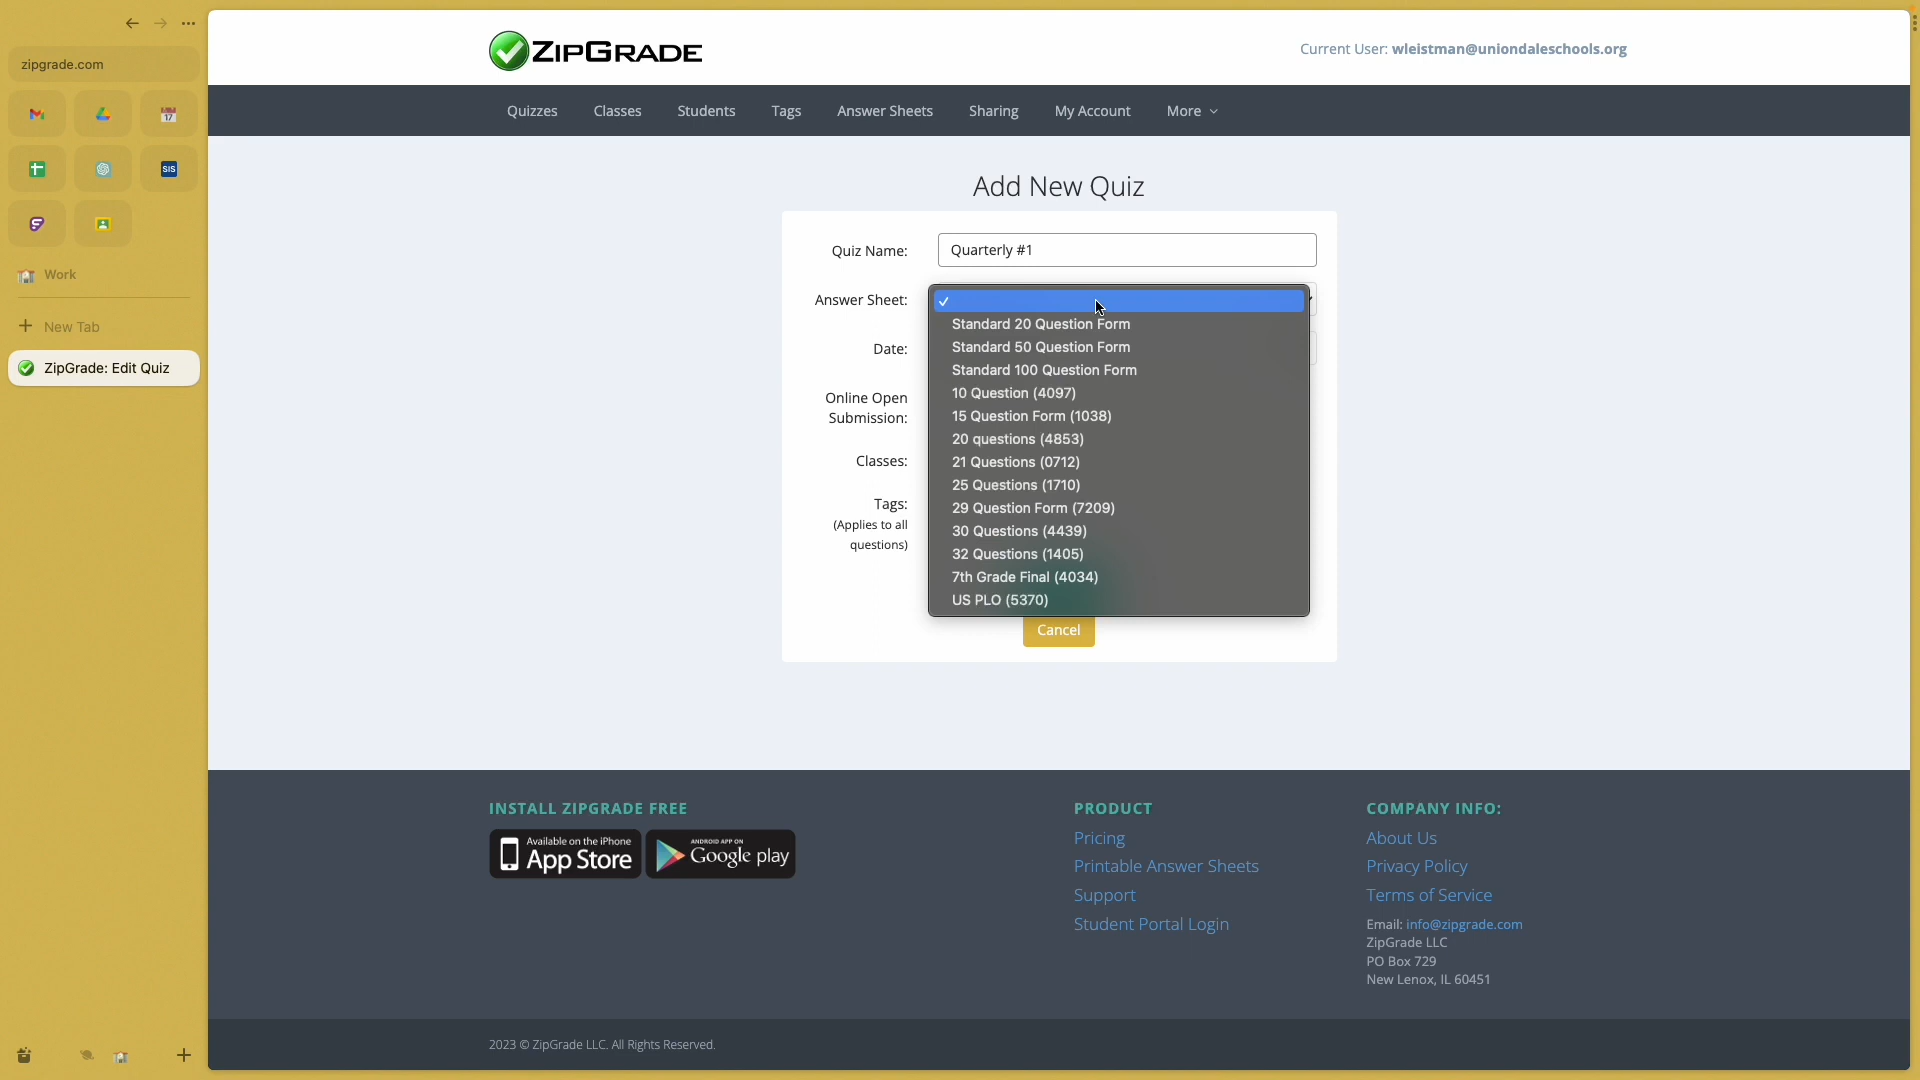 zipgrade.com
17
SIS
Work
New Tab
ZipGrade: Edit Quiz
ZIPGRADE
Current User: wleistman@uniondaleschools.org
Quizzes
Classes
Students
Tags
Answer Sheets
Sharing
My Account
More
Add New Quiz
Quiz Name:
Quarterly #1
Answer Sheet:
Standard 20 Question Form
Standard 50 Question Form
Standard 100 Question Form
10 Question (4097)
15 Question Form (1038)
20 questions (4853)
21 Questions (0712)
25 Questions (1710)
29 Question Form (7209)
30 Questions (4439)
32 Questions (1405)
7th Grade Final (4034)
US PLO (5370)
Date:
Online Open
Submission:
Classes:
Tags:
(Applies to all
questions)
Cancel
INSTALL ZIPGRADE FREE
Available on the iPhone
App Store
ANDROID APP ON
Google play
PRODUCT
Pricing
Printable Answer Sheets
Support
Student Portal Login
COMPANY INFO:
About Us
Privacy Policy
Terms of Service
Email: info@zipgrade.com
ZipGrade LLC
PO Box 729
New Lenox, IL 60451
2023 © ZipGrade LLC. All Rights Reserved.